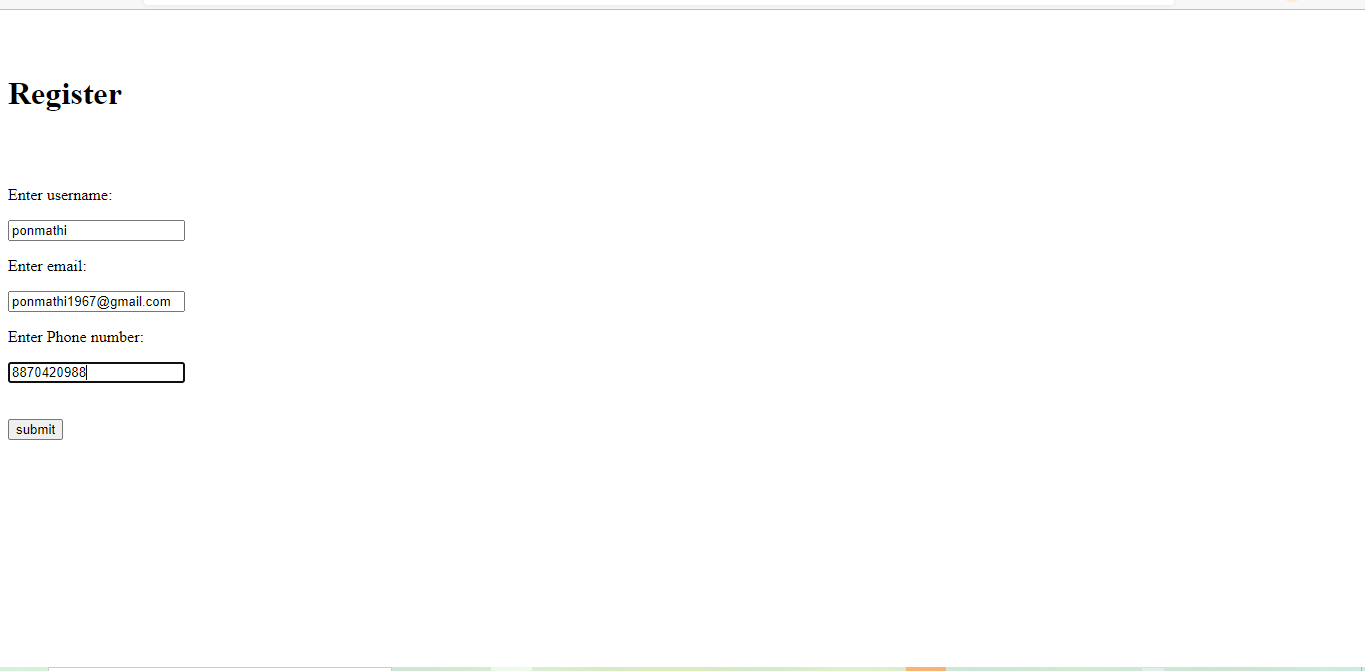 Register
Enter username:
ponmathi
Enter email:
ponmathi1967@gmail.com
Enter Phone number:
8870420988
submit